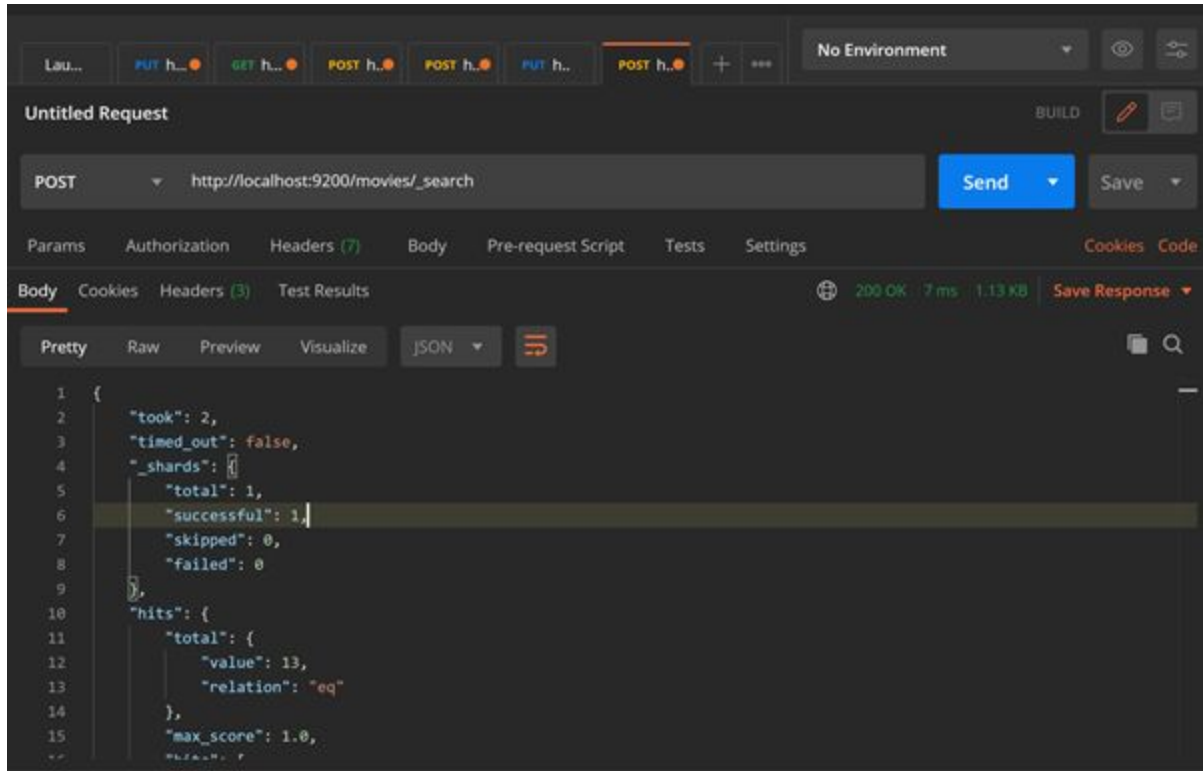 Lau... PUT h... GET h... POST h.. POST h.. PUT h.. POST h.. No Environment
Untitled Request BUILD
POST http://localhost:9200/movies/_search Send Save
Params Authorization Headers (7) Body Pre-request Script Tests Settings Cookies Code
Body Cookies Headers (3) Test Results 200 OK 7 ms 1.13 KB Save Response
Pretty Raw Preview Visualize JSON
1 {
2 "took": 2,
3 "timed_out": false,
4 "_shards": {
5 "total": 1,
6 "successful": 1,
7 "skipped": 0,
8 "failed": 0
9 },
10 "hits": {
11 "total": {
12 "value": 13,
13 "relation": "eq"
14 },
15 "max_score": 1.0,